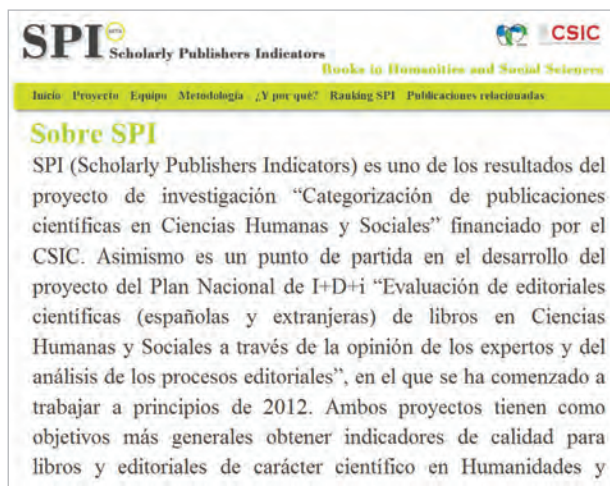 SPI BETA Scholarly Publishers Indicators
CSIC
Books in Humanities and Social Sciences
Inicio Proyecto Equipo Metodología ¿Y por qué? Ranking SPI Publicaciones relacionadas
Sobre SPI
SPI (Scholarly Publishers Indicators) es uno de los resultados del
proyecto de investigación “Categorización de publicaciones
científicas en Ciencias Humanas y Sociales” financiado por el
CSIC. Asimismo es un punto de partida en el desarrollo del
proyecto del Plan Nacional de I+D+i “Evaluación de editoriales
científicas (españolas y extranjeras) de libros en Ciencias
Humanas y Sociales a través de la opinión de los expertos y del
análisis de los procesos editoriales”, en el que se ha comenzado a
trabajar a principios de 2012. Ambos proyectos tienen como
objetivos más generales obtener indicadores de calidad para
libros y editoriales de carácter científico en Humanidades y